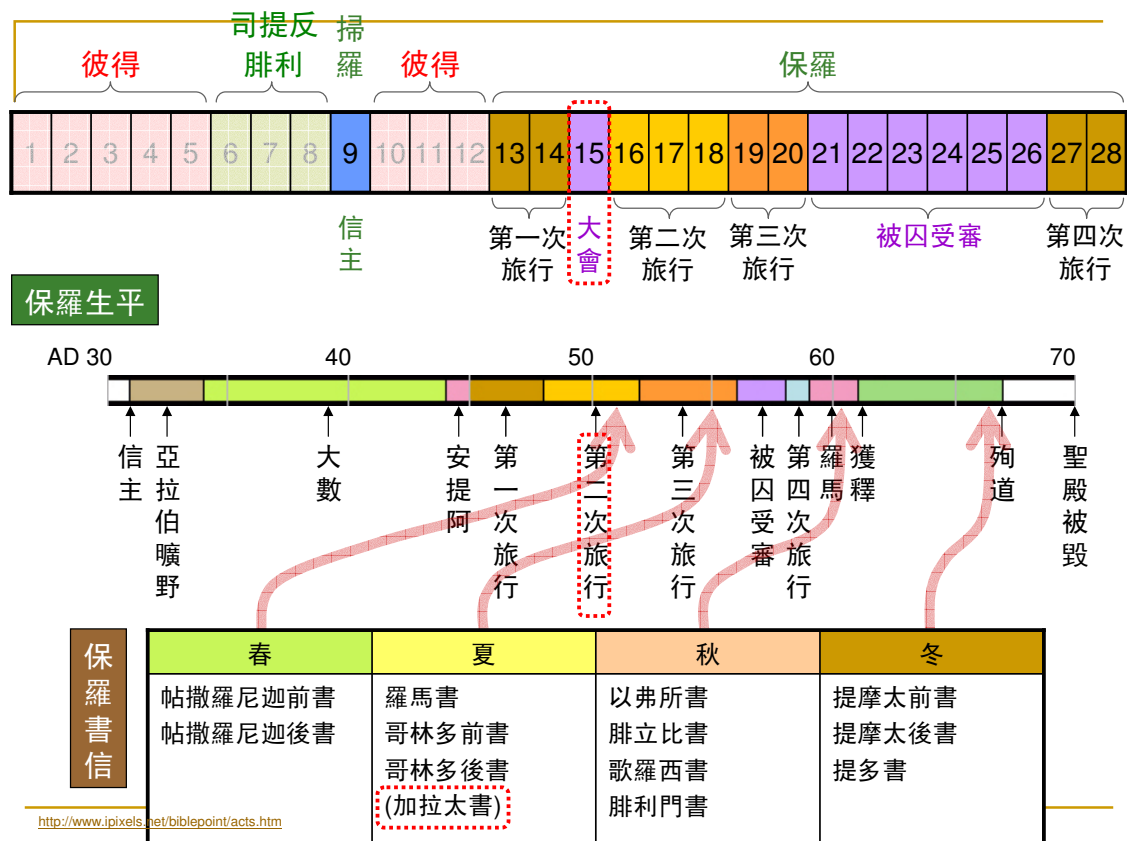 司提反
腓利
掃羅
彼得
彼得
保羅
1 2 3 4 5 6 7 8 9 10 11 12 13 14 15 16 17 18 19 20 21 22 23 24 25 26 27 28
信主
第一次
旅行
大會
第二次
旅行
第三次
旅行
被囚受審
第四次
旅行
保羅生平
AD 30 40 50 60 70
信主
亞拉伯曠野
大數
安提阿
第一次旅行
第二次旅行
第三次旅行
被囚受審
第四次旅行
羅馬
獲釋
殉道
聖殿被毀
保羅書信
春 夏 秋 冬
帖撒羅尼迦前書
帖撒羅尼迦後書
羅馬書
哥林多前書
哥林多後書
(加拉太書)
以弗所書
腓立比書
歌羅西書
腓利門書
提摩太前書
提摩太後書
提多書
http://www.ipixels.net/biblepoint/acts.htm